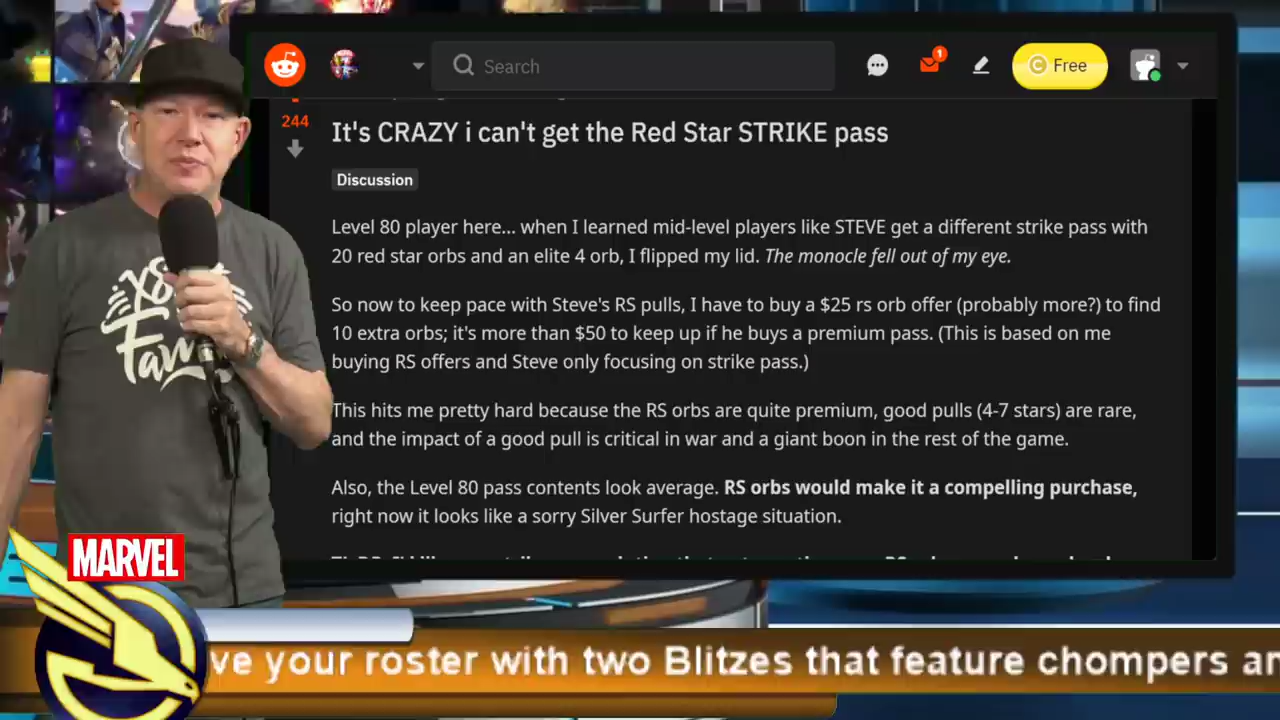 Search
1
Free
244
It's CRAZY i can't get the Red Star STRIKE pass
Discussion
Level 80 player here... when I learned mid-level players like STEVE get a different strike pass with
20 red star orbs and an elite 4 orb, I flipped my lid. The monocle fell out of my eye.
So now to keep pace with Steve's RS pulls, I have to buy a $25 rs orb offer (probably more?) to find
10 extra orbs; it's more than $50 to keep up if he buys a premium pass. (This is based on me
buying RS offers and Steve only focusing on strike pass.)
This hits me pretty hard because the RS orbs are quite premium, good pulls (4-7 stars) are rare,
and the impact of a good pull is critical in war and a giant boon in the rest of the game.
Also, the Level 80 pass contents look average. RS orbs would make it a compelling purchase,
right now it looks like a sorry Silver Surfer hostage situation.
MARVEL
ve your roster with two Blitzes that feature chompers an